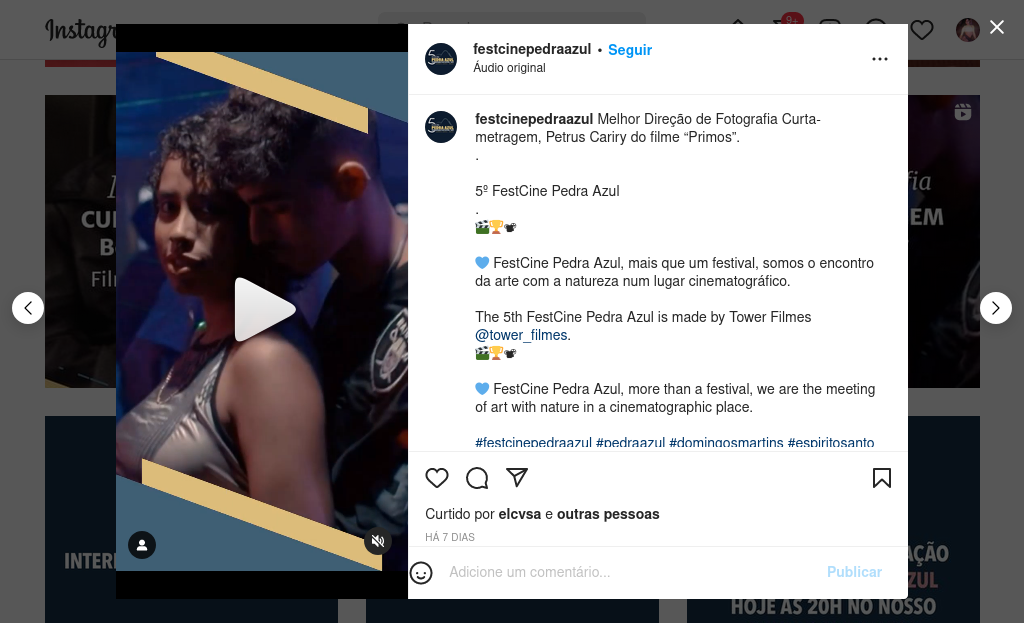 Instagr
9+
festcinepedraazul • Seguir
Áudio original
festcinepedraazul Melhor Direção de Fotografia Curta-
metragem, Petrus Cariry do filme “Primos”.
.
5º FestCine Pedra Azul
.
🎬🏆📽
💙 FestCine Pedra Azul, mais que um festival, somos o encontro
da arte com a natureza num lugar cinematográfico.
The 5th FestCine Pedra Azul is made by Tower Filmes
@tower_filmes.
🎬🏆📽
💙 FestCine Pedra Azul, more than a festival, we are the meeting
of art with nature in a cinematographic place.
#festcinepedraazul #pedraazul #domingosmartins #espiritosanto
Curtido por elcvsa e outras pessoas
HÁ 7 DIAS
Adicione um comentário... Publicar
CU
B
Fil
fia
EM
INTER
AÇÃO
ZUL
HOJE ÀS 20H NO NOSSO